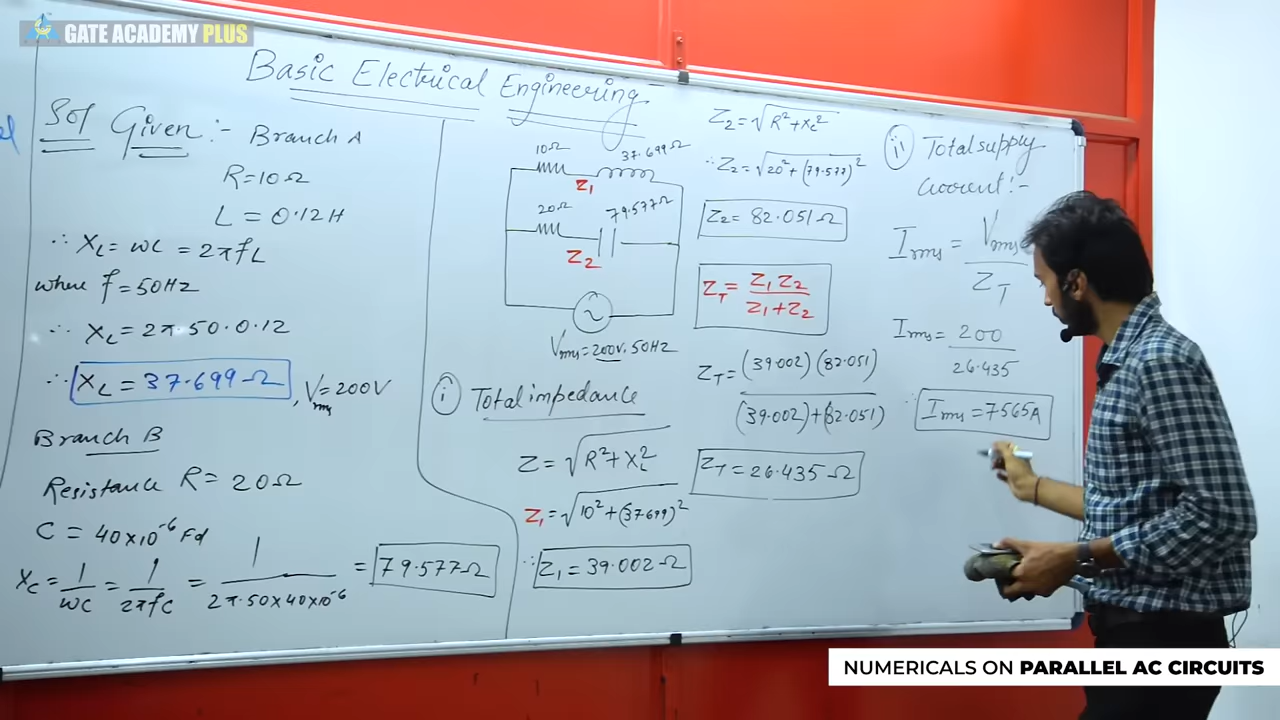 GATE ACADEMY PLUS
Basic Electrical Engineering
Sol Given :- Branch A
R = 10 Ω
L = 0.12 H
∴ XL = ωL = 2πfL
where f = 50Hz
∴ XL = 2π.50.0.12
∴ XL = 37.699 Ω , Vrms = 200V
Branch B
Resistance R = 20 Ω
C = 40×10⁻⁶ Fd
Xc = 1/ωC = 1/2πfC = 1/2π.50×40×10⁻⁶ = 79.577 Ω
10Ω 37.699Ω
Z1
20Ω 79.577Ω
Z2
Vrms = 200V. 50HZ
i Total impedance
Z = √R² + XL²
Z1 = √10² + (37.699)²
∴ Z1 = 39.002 Ω
Z2 = √R² + Xc²
∴ Z2 = √20² + (79.577)²
Z2 = 82.051 Ω
ZT = Z1 Z2 / Z1 + Z2
ZT = (39.002) (82.051) / (39.002) + (82.051)
ZT = 26.435 Ω
ii Total supply
current :-
Irms = Vrms / ZT
Irms = 200 / 26.435
∴ Irms = 7565A
NUMERICALS ON PARALLEL AC CIRCUITS